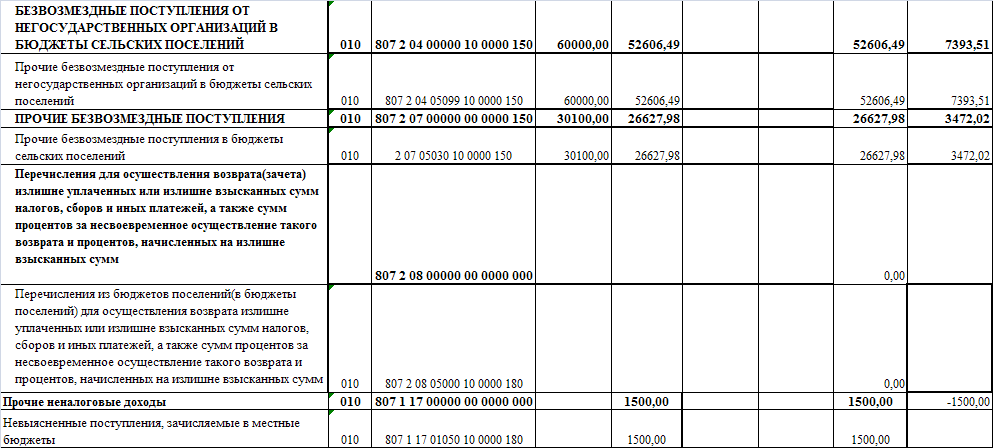 БЕЗВОЗМЕЗДНЫЕ ПОСТУПЛЕНИЯ ОТ
НЕГОСУДАРСТВЕННЫХ ОРГАНИЗАЦИЙ В
БЮДЖЕТЫ СЕЛЬСКИХ ПОСЕЛЕНИЙ 010 807 2 04 00000 10 0000 150 60000,00 52606,49 52606,49 7393,51
Прочие безвозмездные поступления от
негосударственных организаций в бюджеты сельских
поселений 010 807 2 04 05099 10 0000 150 60000,00 52606,49 52606,49 7393,51
ПРОЧИЕ БЕЗВОЗМЕЗДНЫЕ ПОСТУПЛЕНИЯ 010 807 2 07 00000 00 0000 150 30100,00 26627,98 26627,98 3472,02
Прочие безвозмездные поступления в бюджеты
сельских поселений 010 2 07 05030 10 0000 150 30100,00 26627,98 26627,98 3472,02
Перечисления для осуществления возврата(зачета)
излишне уплаченных или излишне взысканных сумм
налогов, сборов и иных платежей, а также сумм
процентов за несвоевременное осуществление такого
возврата и процентов, начисленных на излишне
взысканных сумм
807 2 08 00000 00 0000 000 0,00
Перечисления из бюджетов поселений(в бюджеты
поселений) для осуществления возврата излишне
уплаченных или излишне взысканных сумм налогов,
сборов и иных платежей, а также сумм процентов за
несвоевременное осуществление такого возврата и
процентов, начисленных на излишне взысканных сумм 010 807 2 08 05000 10 0000 180 0,00
Прочие неналоговые доходы 010 807 1 17 00000 00 0000 000 1500,00 1500,00 -1500,00
Невыясненные поступления, зачисляемые в местные
бюджеты 010 807 1 17 01050 10 0000 180 1500,00 1500,00